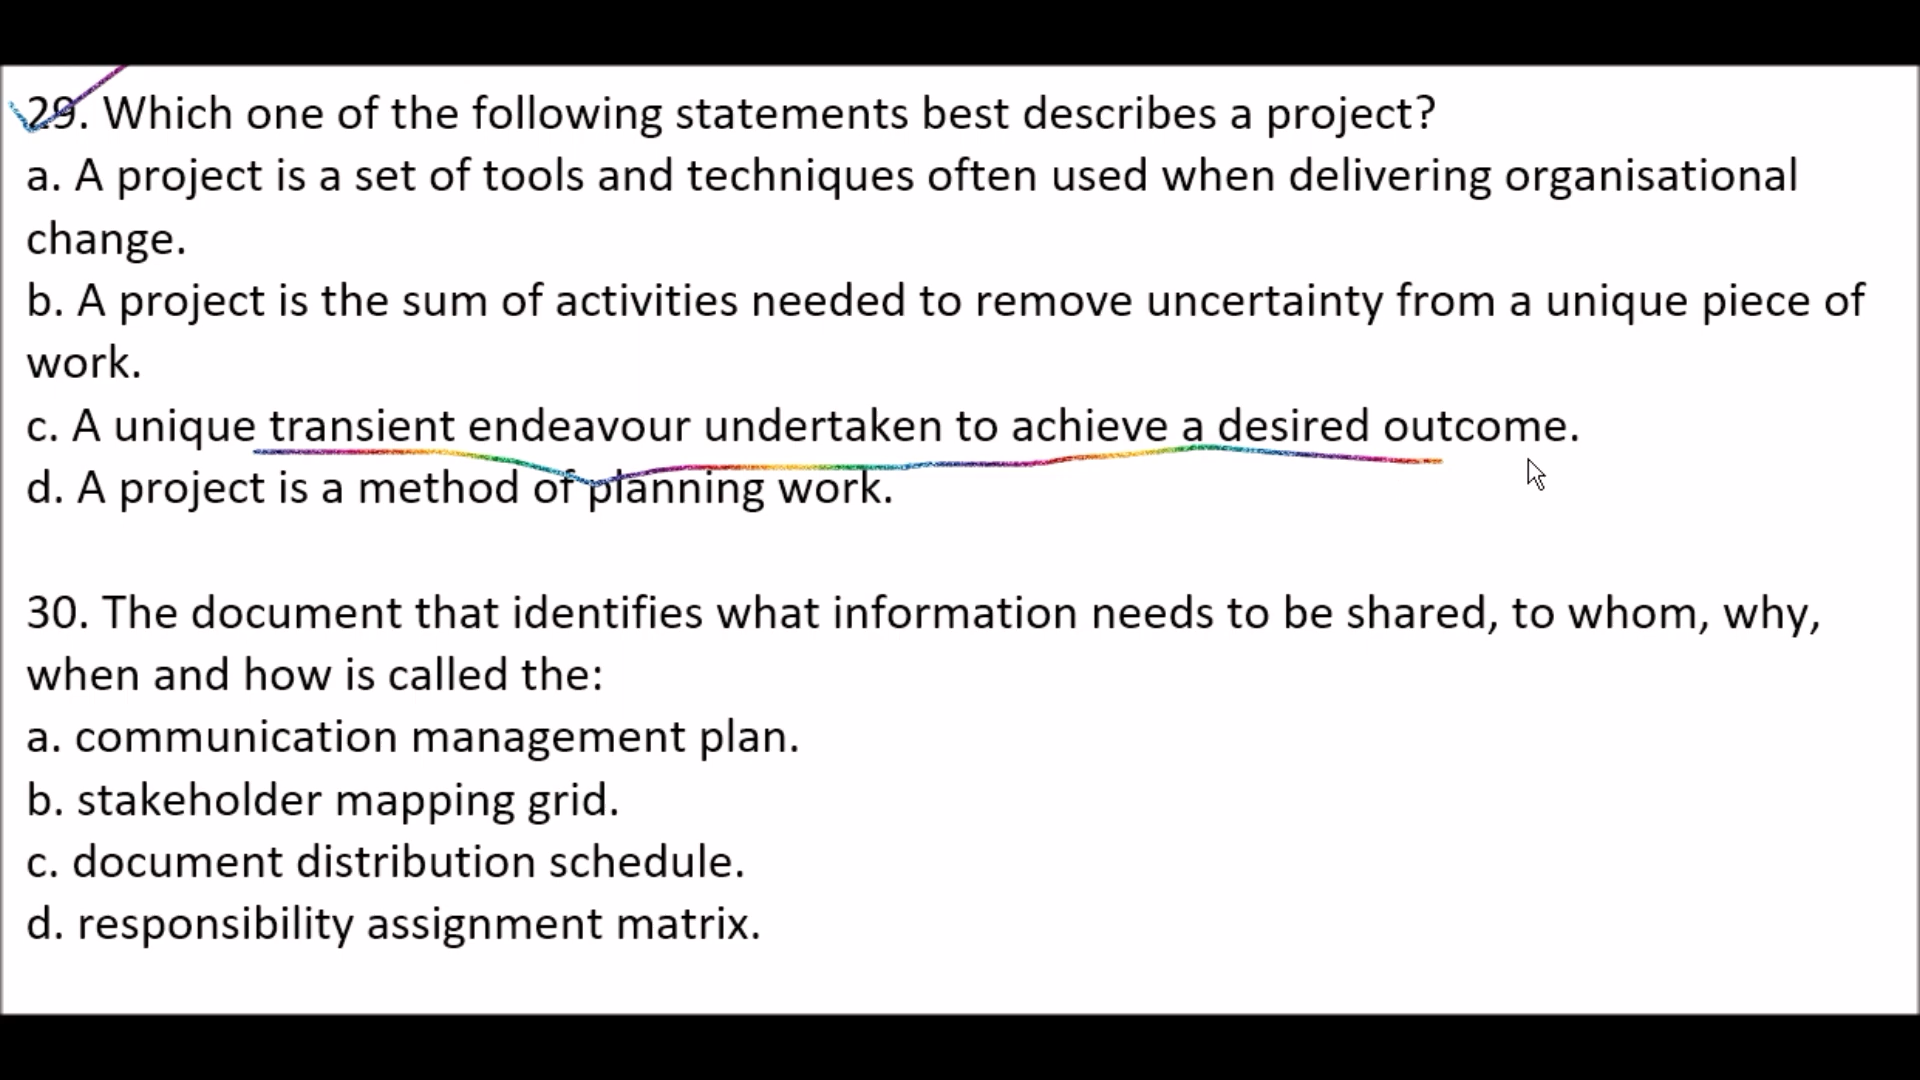 29. Which one of the following statements best describes a project?
a. A project is a set of tools and techniques often used when delivering organisational
change.
b. A project is the sum of activities needed to remove uncertainty from a unique piece of
work.
c. A unique transient endeavour undertaken to achieve a desired outcome.
d. A project is a method of planning work.
30. The document that identifies what information needs to be shared, to whom, why,
when and how is called the:
a. communication management plan.
b. stakeholder mapping grid.
c. document distribution schedule.
d. responsibility assignment matrix.